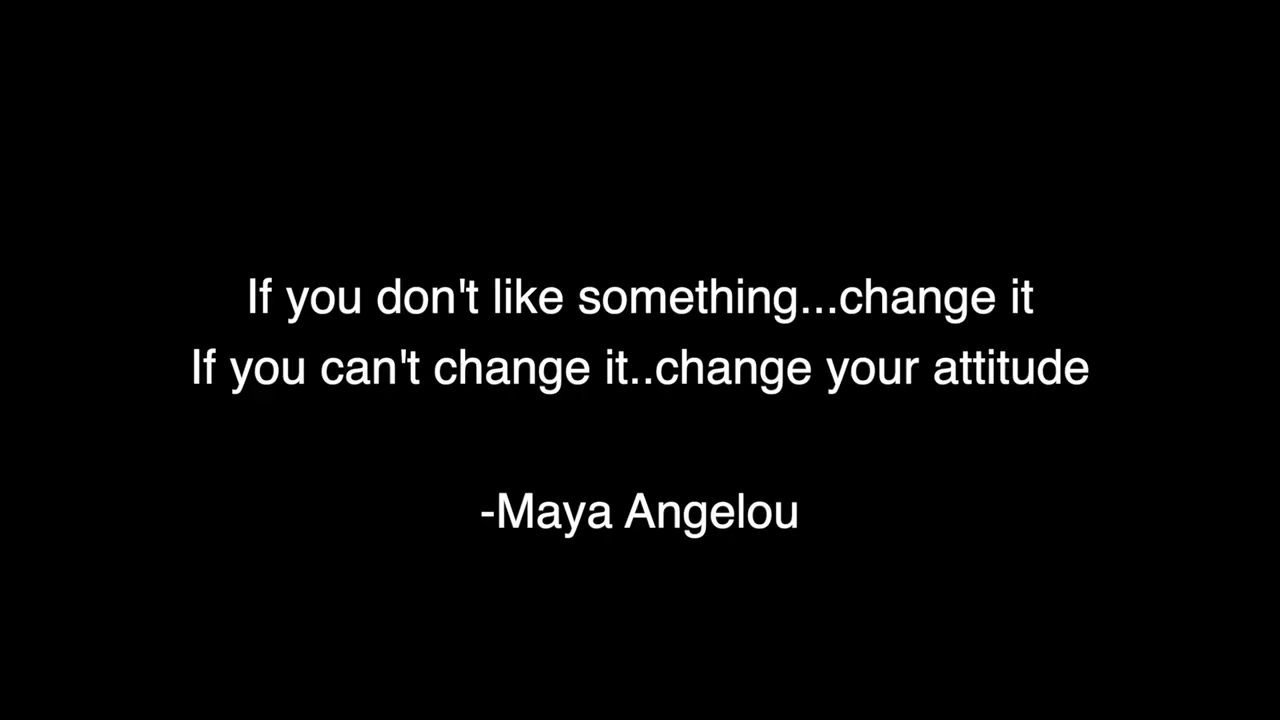 If you don't like something...change it
If you can't change it..change your attitude
-Maya Angelou